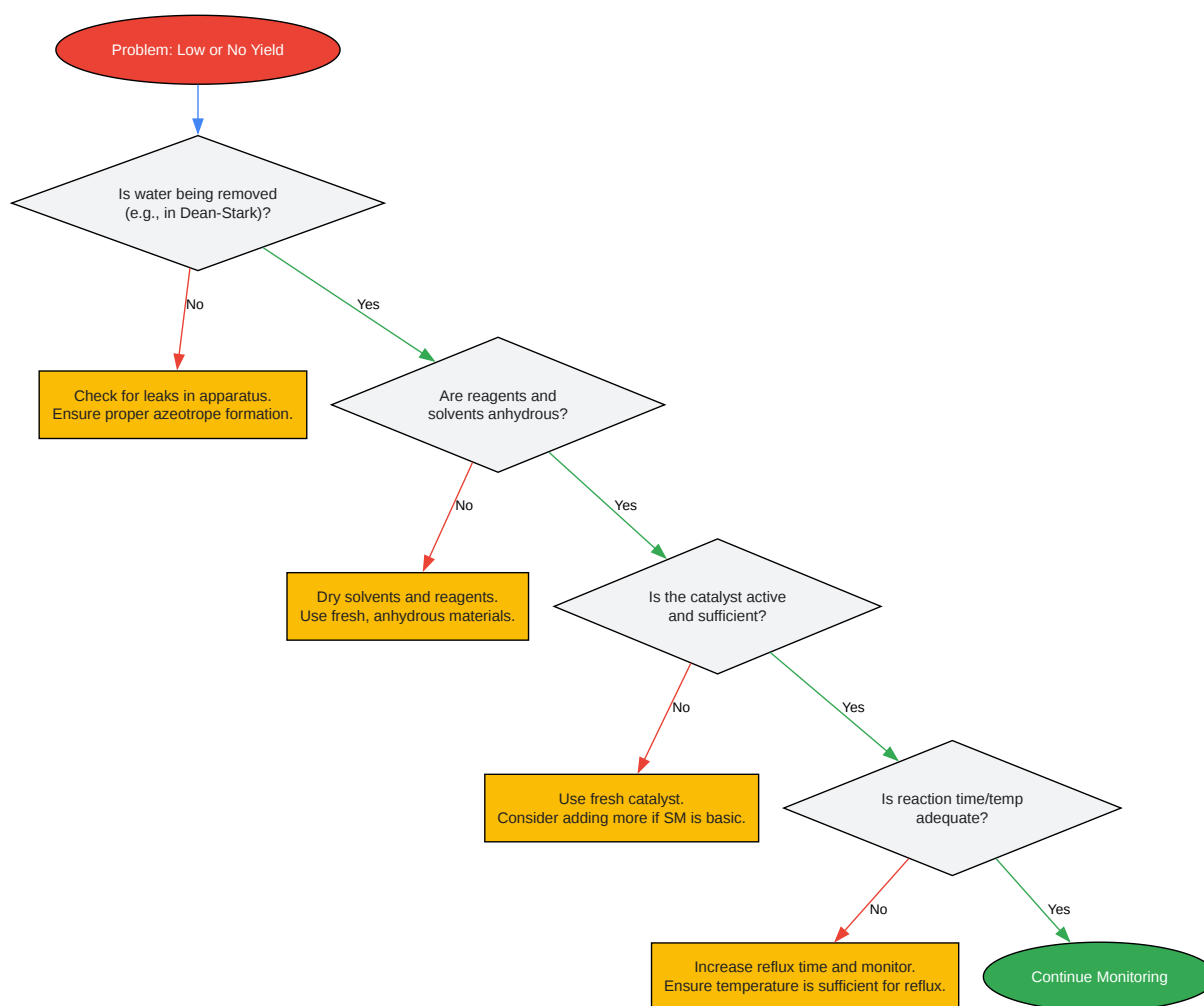 Problem: Low or No Yield
Is water being removed
(e.g., in Dean-Stark)?
No
Yes
Check for leaks in apparatus.
Ensure proper azeotrope formation.
Are reagents and
solvents anhydrous?
No
Yes
Dry solvents and reagents.
Use fresh, anhydrous materials.
Is the catalyst active
and sufficient?
No
Yes
Use fresh catalyst.
Consider adding more if SM is basic.
Is reaction time/temp
adequate?
No
Yes
Increase reflux time and monitor.
Ensure temperature is sufficient for reflux.
Continue Monitoring